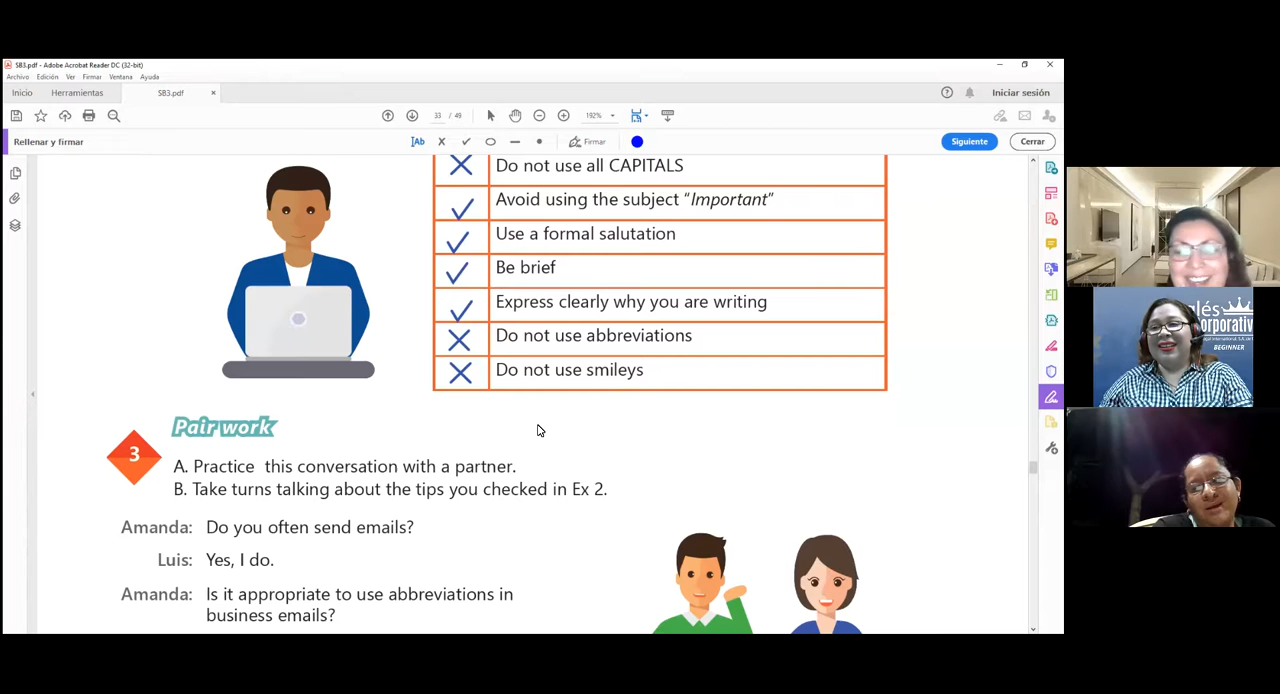 SB3.pdf - Adobe Acrobat Reader DC (32-bit)
Archivo Edición Ver Firmar Ventana Ayuda
Inicio Herramientas SB3.pdf × Iniciar sesión
33 / 49 192%
Rellenar y firmar IAb Firmar Siguiente Cerrar
Do not use all CAPITALS
Avoid using the subject "Important"
Use a formal salutation
Be brief
Express clearly why you are writing
Do not use abbreviations
Do not use smileys
Pair work
3
A. Practice this conversation with a partner.
B. Take turns talking about the tips you checked in Ex 2.
Amanda: Do you often send emails?
Luis: Yes, I do.
Amanda: Is it appropriate to use abbreviations in
business emails?
glés
orporativ
BEGINNER